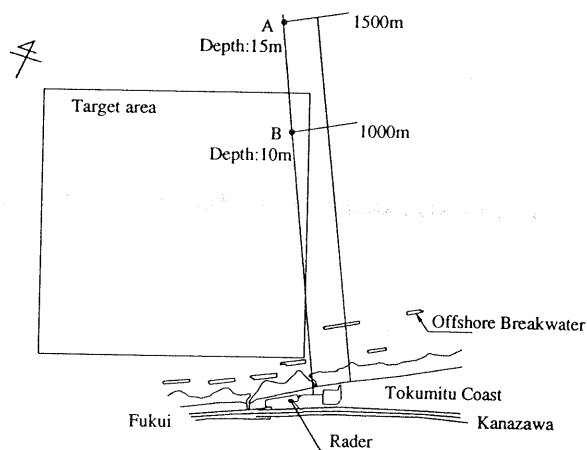 A
1500m
Depth:15m
Target area
B
1000m
Depth:10m
Offshore Breakwater
Tokumitu Coast
Fukui
Kanazawa
Rader